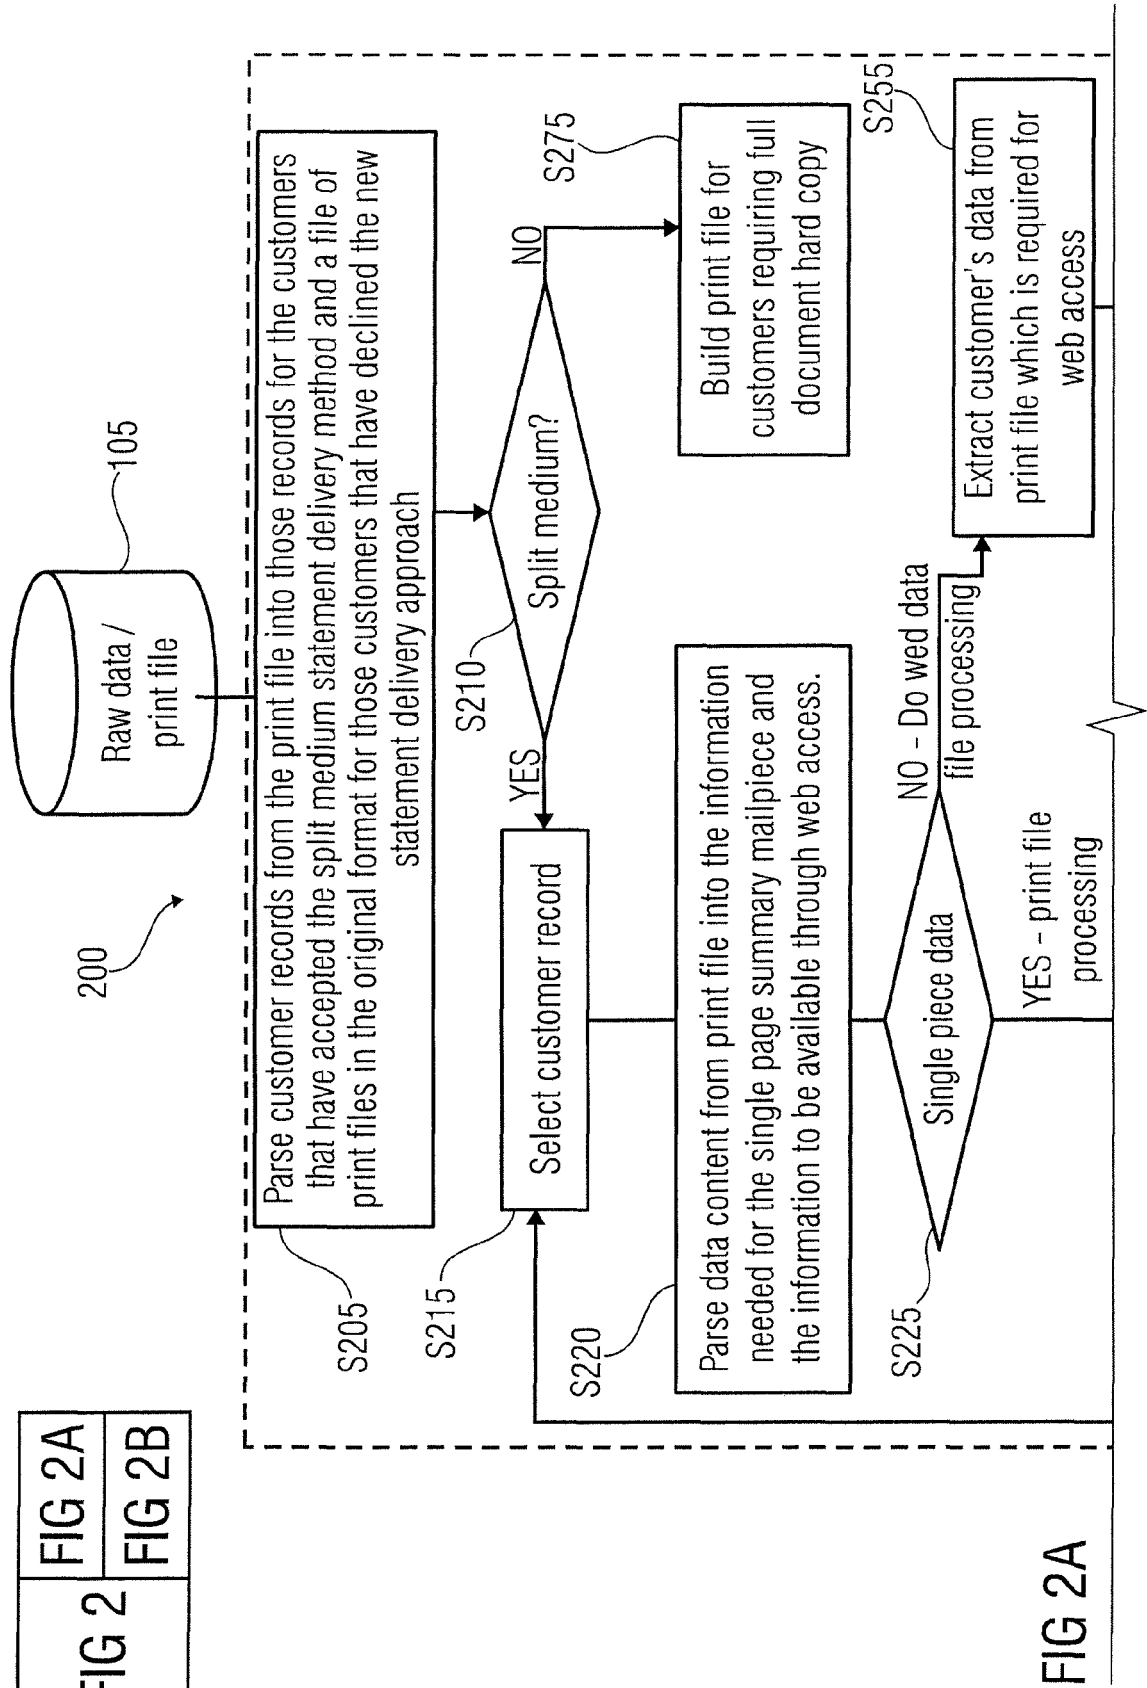 FIG 2
FIG 2A
FIG 2B
200
Raw data /
print file
105
S205
Parse customer records from the print file into those records for the customers
that have accepted the split medium statement delivery method and a file of
print files in the original format for those customers that have declined the new
statement delivery approach
S210
Split medium?
YES
NO
S215
Select customer record
S275
Build print file for
customers requiring full
document hard copy
S220
Parse data content from print file into the information
needed for the single page summary mailpiece and
the information to be available through web access.
S225
Single piece data
NO - Do wed data
file processing
YES - print file
processing
S255
Extract customer's data from
print file which is required for
web access
FIG 2A